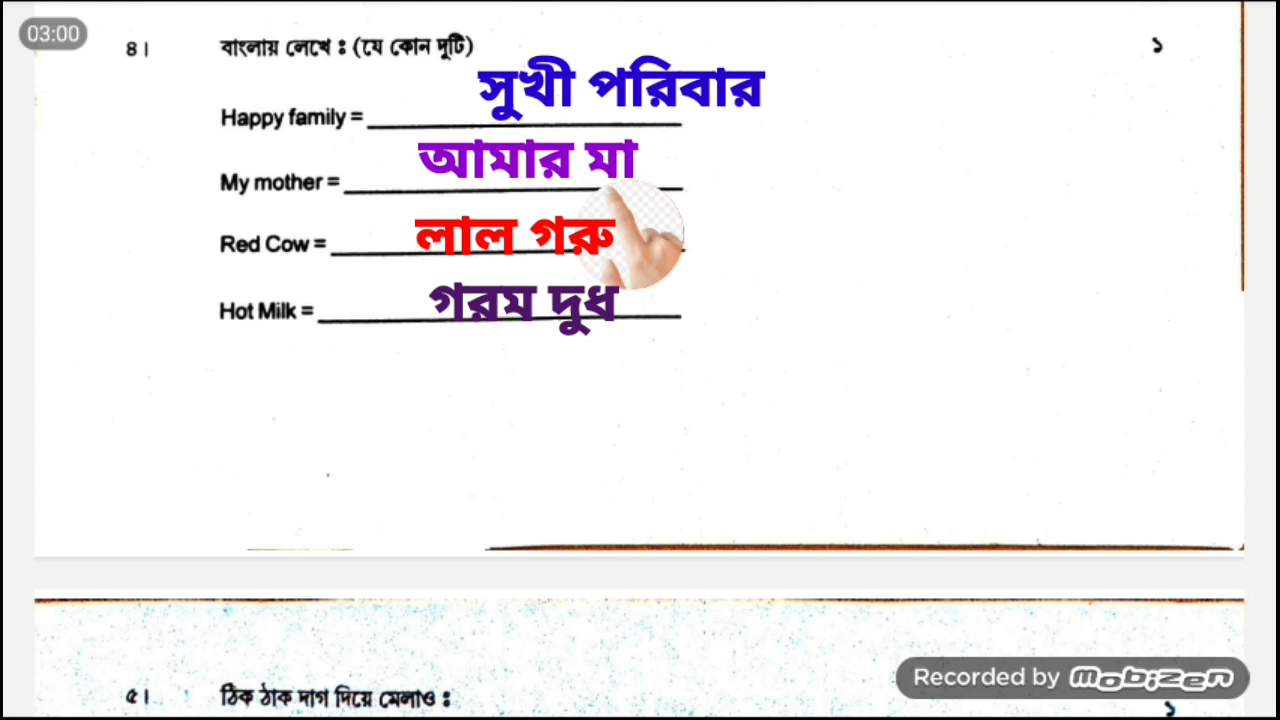 03:00
৪। বাংলায় লেখে ঃ (যে কোন দুটি) ১
সুখী পরিবার
Happy family =
আমার মা
My mother =
লাল গরু
Red Cow =
গরম দুধ
Hot Milk =
Recorded by mobizen
৫। ঠিক ঠাক দাগ দিয়ে মেলাও ঃ ১